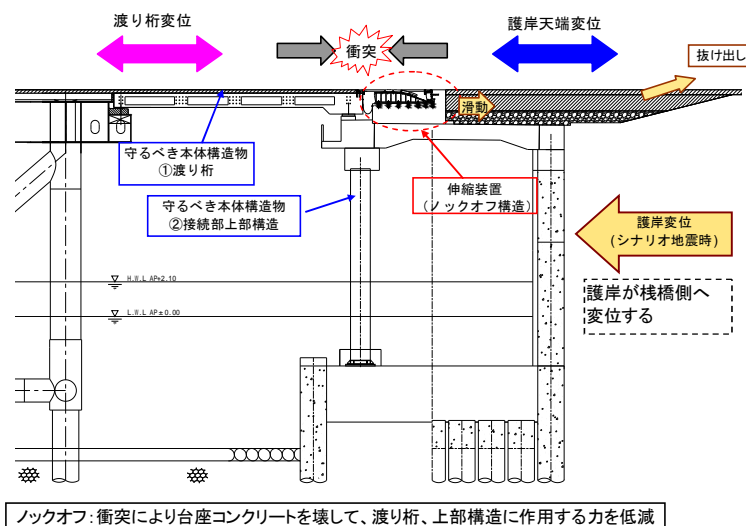 渡り桁変位
衝突
護岸天端変位
抜け出し
滑動
守るべき本体構造物
①渡り桁
守るべき本体構造物
②接続部上部構造
伸縮装置
(ノックオフ構造)
護岸変位
(シナリオ地震時)
H.W.L AP+2.10
L.W.L AP±0.00
護岸が桟橋側へ
変位する
ノックオフ:衝突により台座コンクリートを壊して、渡り桁、上部構造に作用する力を低減